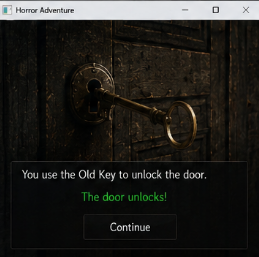 Horror Adventure
You use the Old Key to unlock the door.
The door unlocks!
Continue